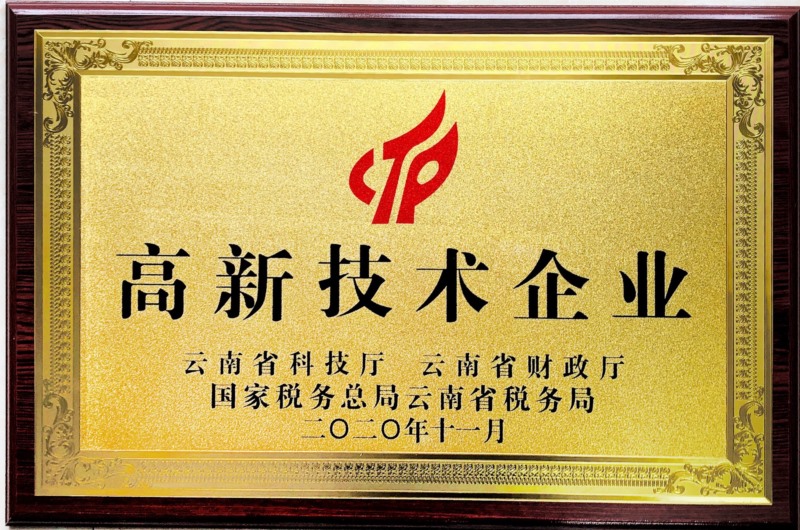 高新技术企业
云南省科技厅 云南省财政厅
国家税务总局云南省税务局
二〇二〇年十一月